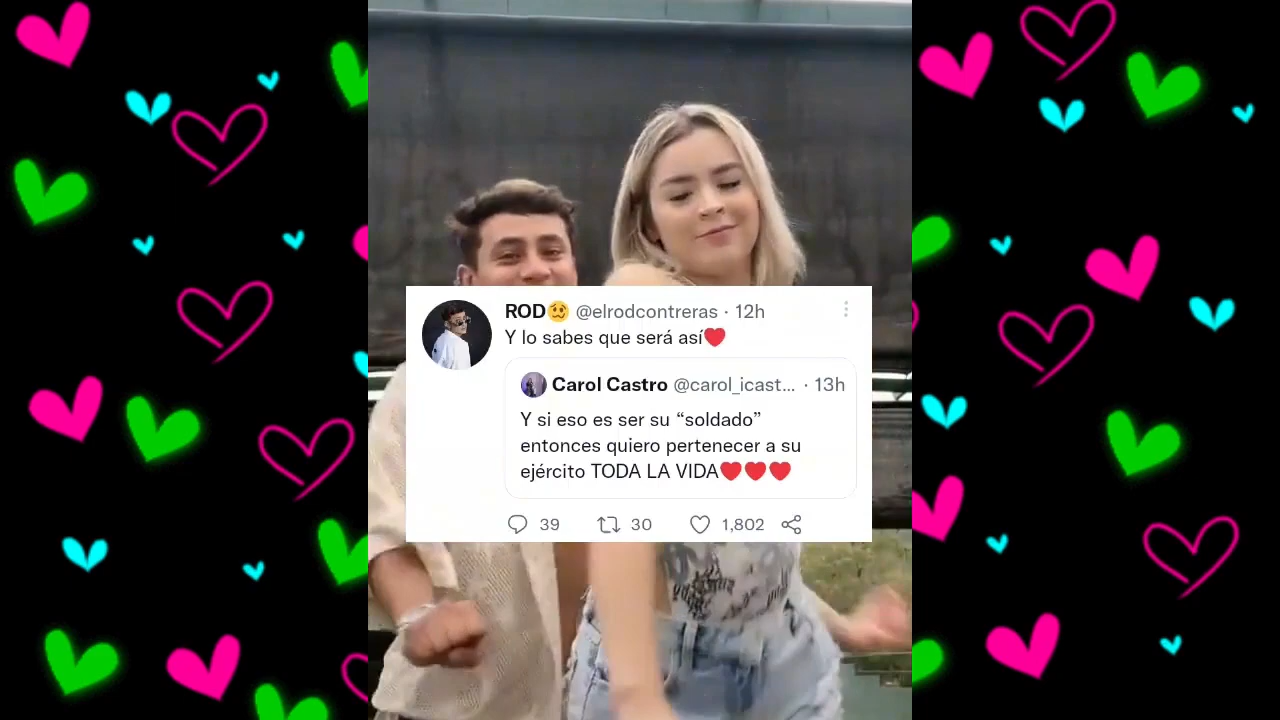 ROD🥴 @elrodcontreras · 12h
Y lo sabes que será así❤️
Carol Castro @carol_icast... · 13h
Y si eso es ser su “soldado”
entonces quiero pertenecer a su
ejército TODA LA VIDA❤️❤️❤️
39 30 1,802